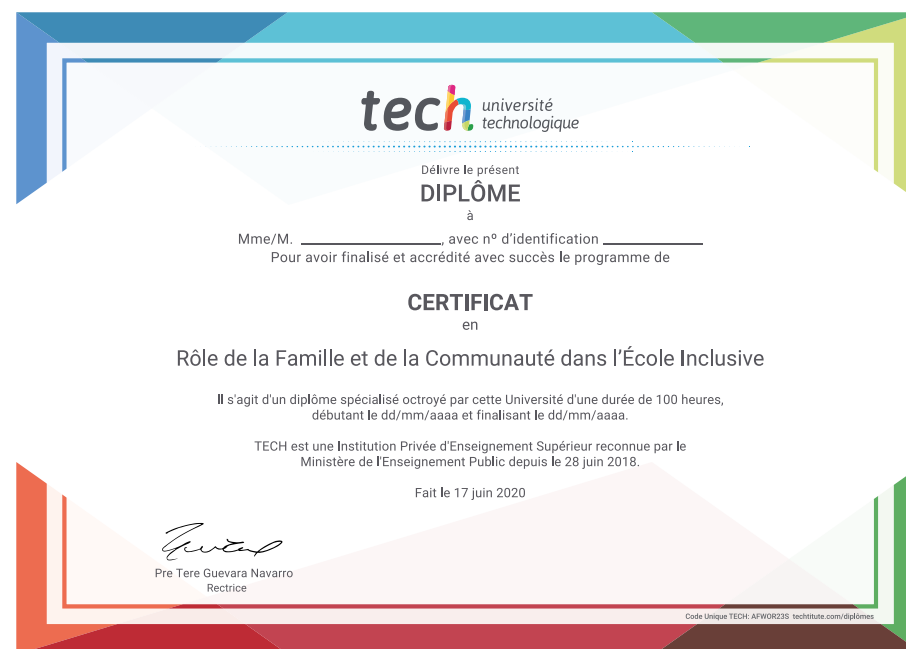 tech université
technologique
Délivre le présent
DIPLÔME
à
Mme/M. ____________________, avec nº d'identification ______________
Pour avoir finalisé et accrédité avec succès le programme de
CERTIFICAT
en
Rôle de la Famille et de la Communauté dans l'École Inclusive
Il s'agit d'un diplôme spécialisé octroyé par cette Université d'une durée de 100 heures,
débutant le dd/mm/aaaa et finalisant le dd/mm/aaaa.
TECH est une Institution Privée d'Enseignement Supérieur reconnue par le
Ministère de l'Enseignement Public depuis le 28 juin 2018.
Fait le 17 juin 2020
Pre Tere Guevara Navarro
Rectrice
Code Unique TECH: AFWOR23S techtitute.com/diplômes